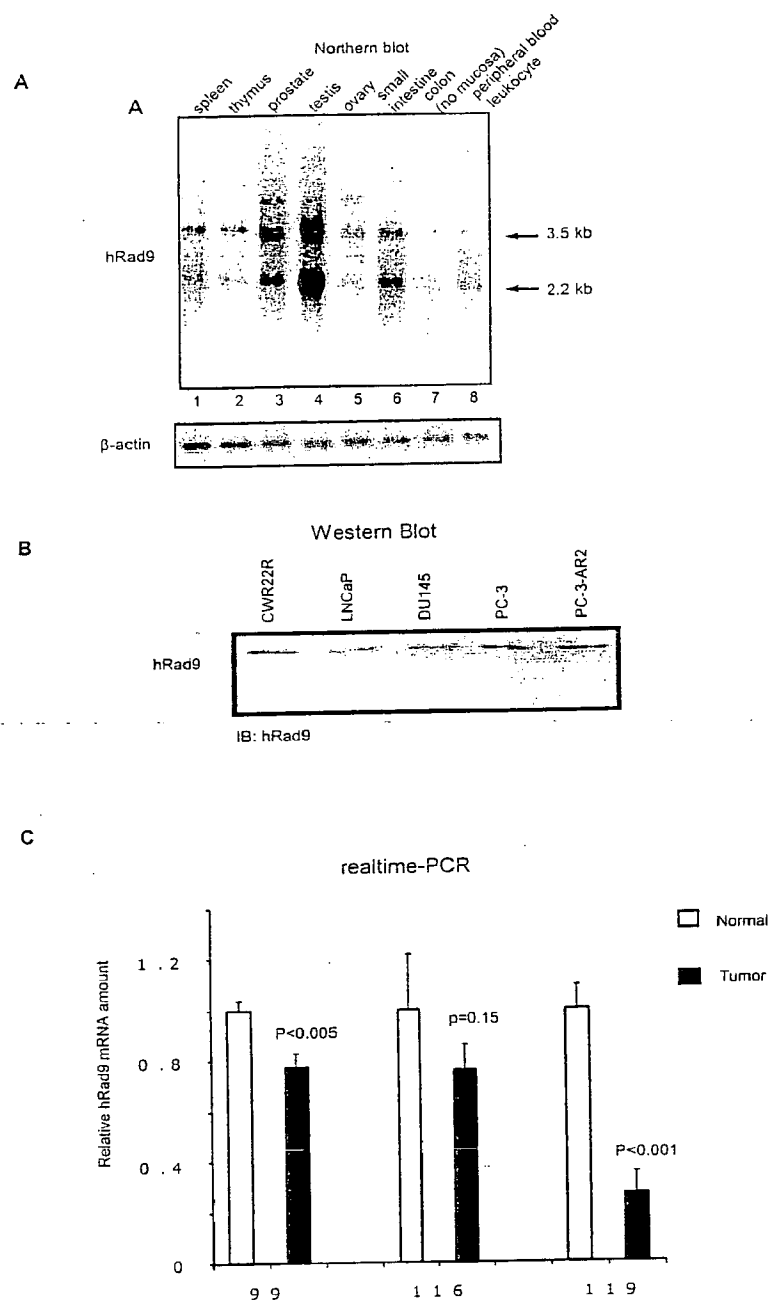 Northern blot
A
A
spleen
thymus
prostate
testis
ovary
small
intestine
colon
(no mucosa)
peripheral blood
leukocyte
hRad9
3.5 kb
2.2 kb
1 2 3 4 5 6 7 8
β-actin
B
Western Blot
CWR22R
LNCaP
DU145
PC-3
PC-3-AR2
hRad9
IB: hRad9
C
realtime-PCR
Normal
Tumor
Relative hRad9 mRNA amount
1 . 2
0 . 8
0 . 4
0
P<0.005
p=0.15
P<0.001
9 9
1 1 6
1 1 9